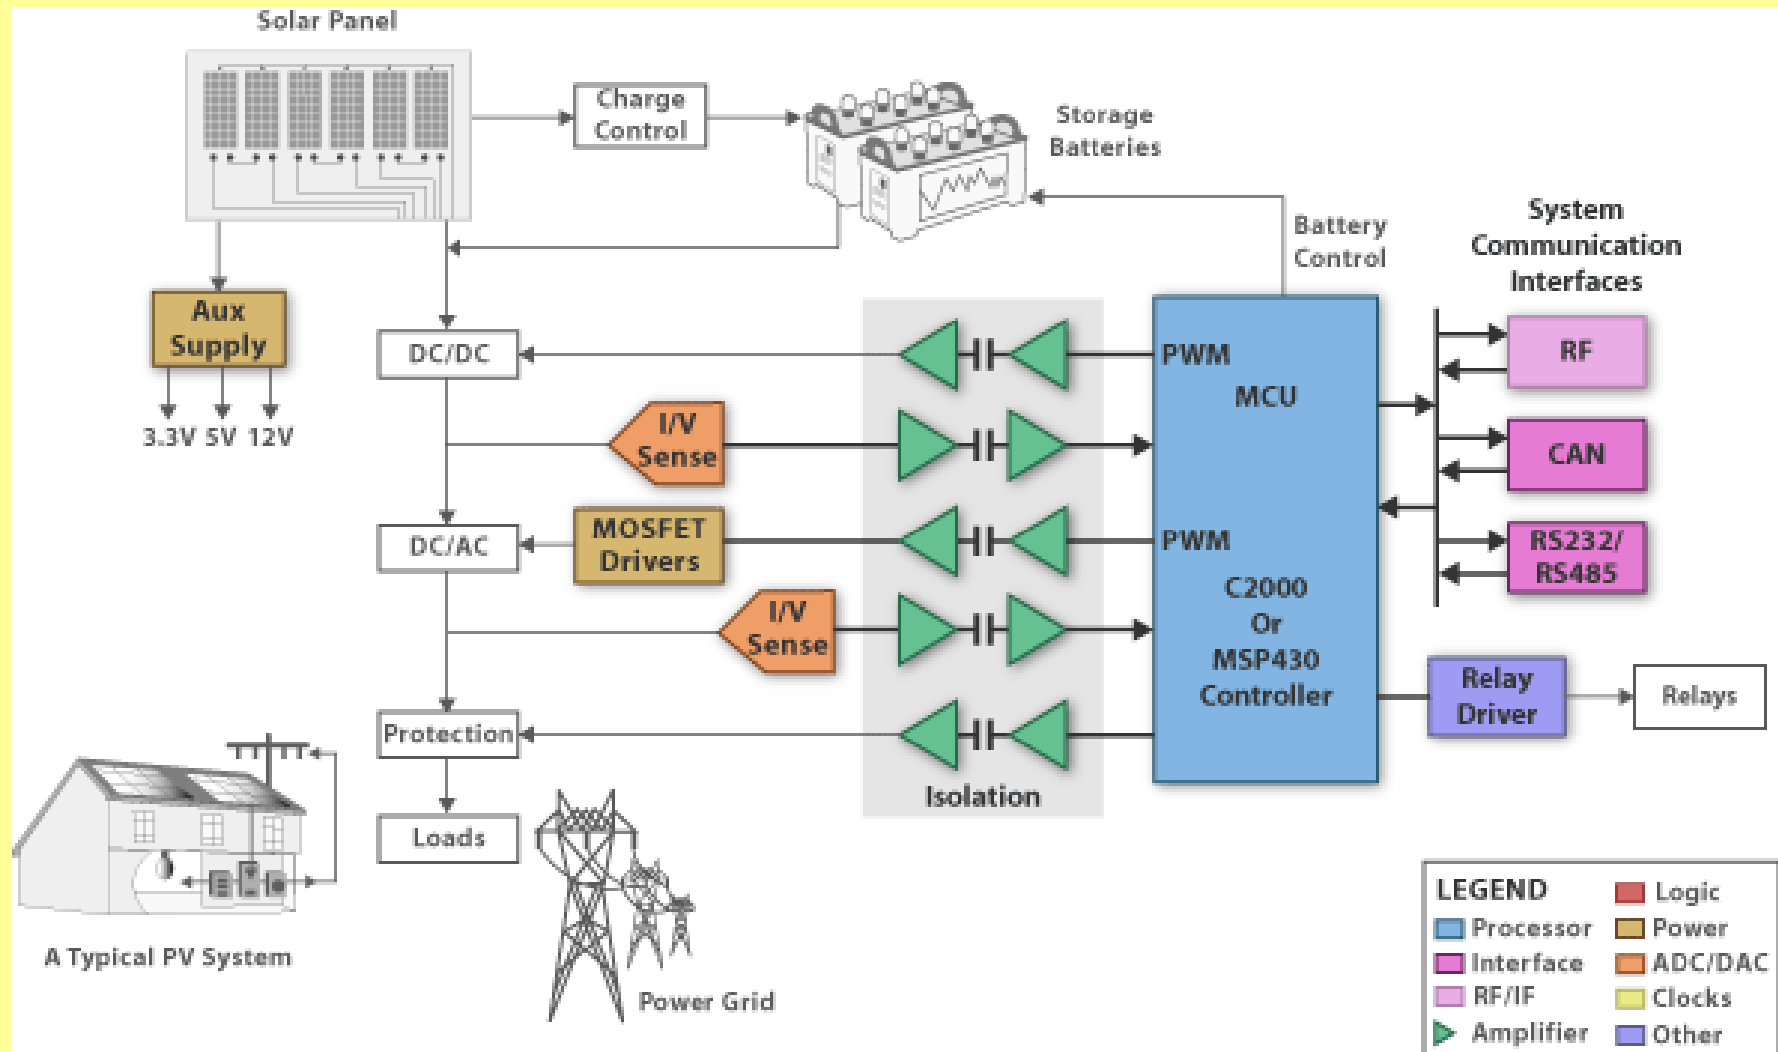 Solar Panel
Charge
Control
Storage
Batteries
Battery
Control
System
Communication
Interfaces
Aux
Supply
3.3V 5V 12V
DC/DC
PWM
MCU
RF
I/V
Sense
CAN
DC/AC
MOSFET
Drivers
PWM
RS232/
RS485
I/V
Sense
C2000
Or
MSP430
Controller
Relay
Driver
Relays
Protection
Isolation
Loads
A Typical PV System
Power Grid
LEGEND
Logic
Processor
Power
Interface
ADC/DAC
RF/IF
Clocks
Amplifier
Other